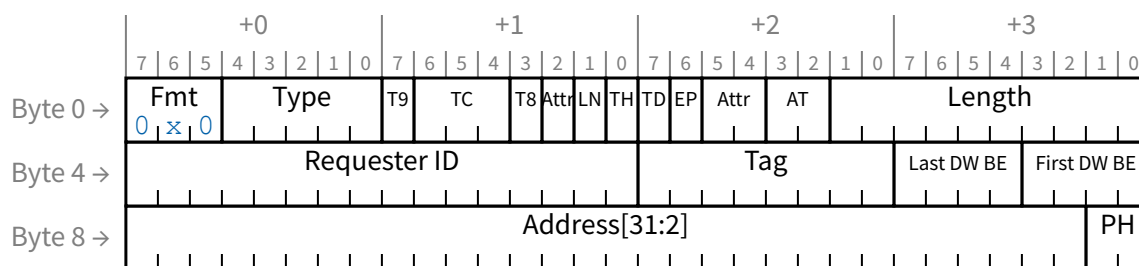 +0 +1 +2 +3
7 6 5 4 3 2 1 0 7 6 5 4 3 2 1 0 7 6 5 4 3 2 1 0 7 6 5 4 3 2 1 0
Byte 0 → Fmt Type T9 TC T8 Attr LN TH TD EP Attr AT Length
0 x 0
Byte 4 → Requester ID Tag Last DW BE First DW BE
Byte 8 → Address[31:2] PH